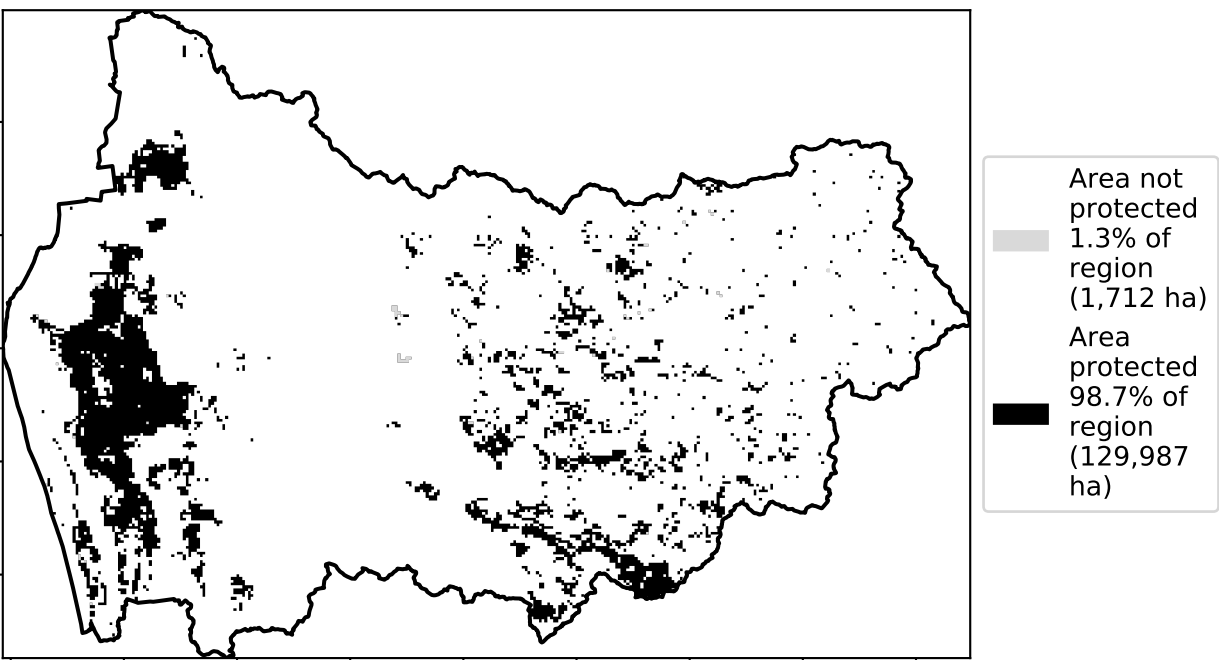 Area not
protected
1.3% of
region
(1,712 ha)
Area
protected
98.7% of
region
(129,987
ha)